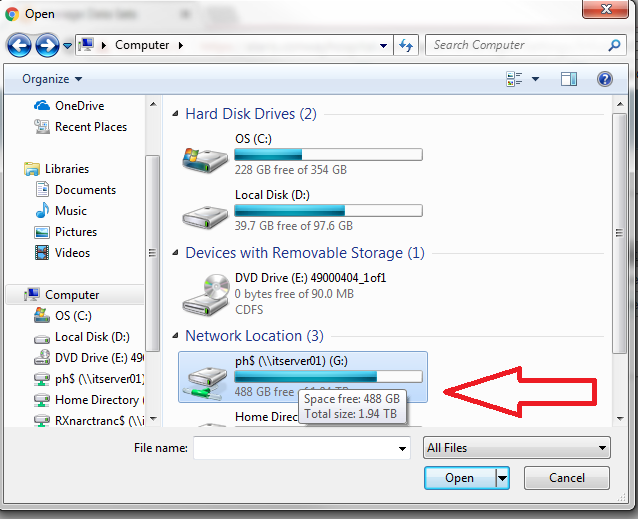 Open
Computer
Search Computer
Organize
OneDrive
Recent Places
Libraries
Documents
Music
Pictures
Videos
Computer
OS (C:)
Local Disk (D:)
DVD Drive (E:) 49
ph$ (\\itserver01)
Home Directory (
RXnarctranc$ (\\
Hard Disk Drives (2)
OS (C:)
228 GB free of 354 GB
Local Disk (D:)
39.7 GB free of 97.6 GB
Devices with Removable Storage (1)
DVD Drive (E:) 49000404_1of1
0 bytes free of 90.0 MB
CDFS
Network Location (3)
ph$ (\\itserver01) (G:)
488 GB free
Space free: 488 GB
Total size: 1.94 TB
Home Direc
File name:
All Files
Open
Cancel